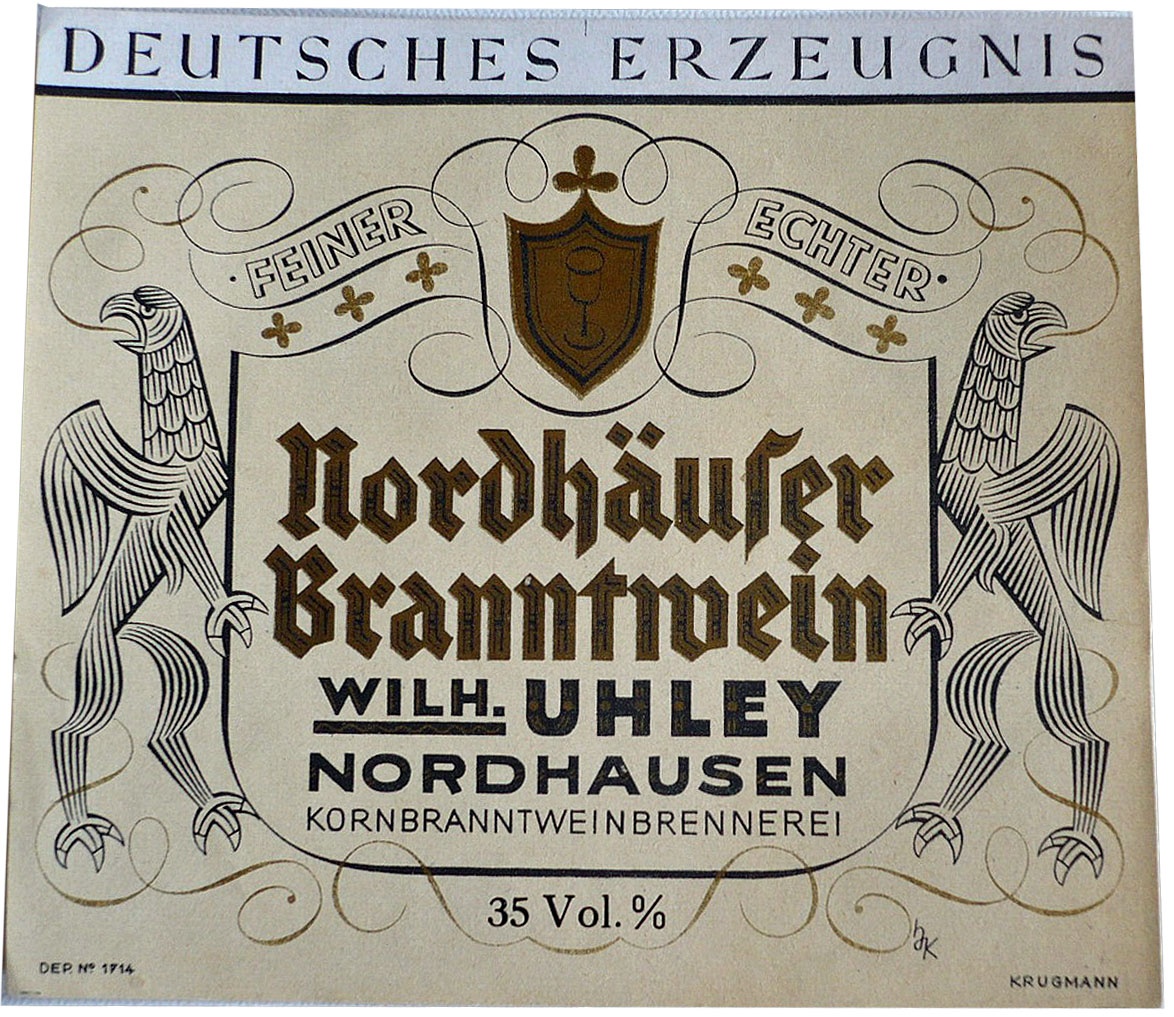 DEUTSCHES ERZEUGNIS
· FEINER ECHTER ·
Nordhäuſer
Branntwein
WILH. UHLEY
NORDHAUSEN
KORNBRANNTWEINBRENNEREI
35 Vol. %
DEP. Nº 1714
KRUGMANN